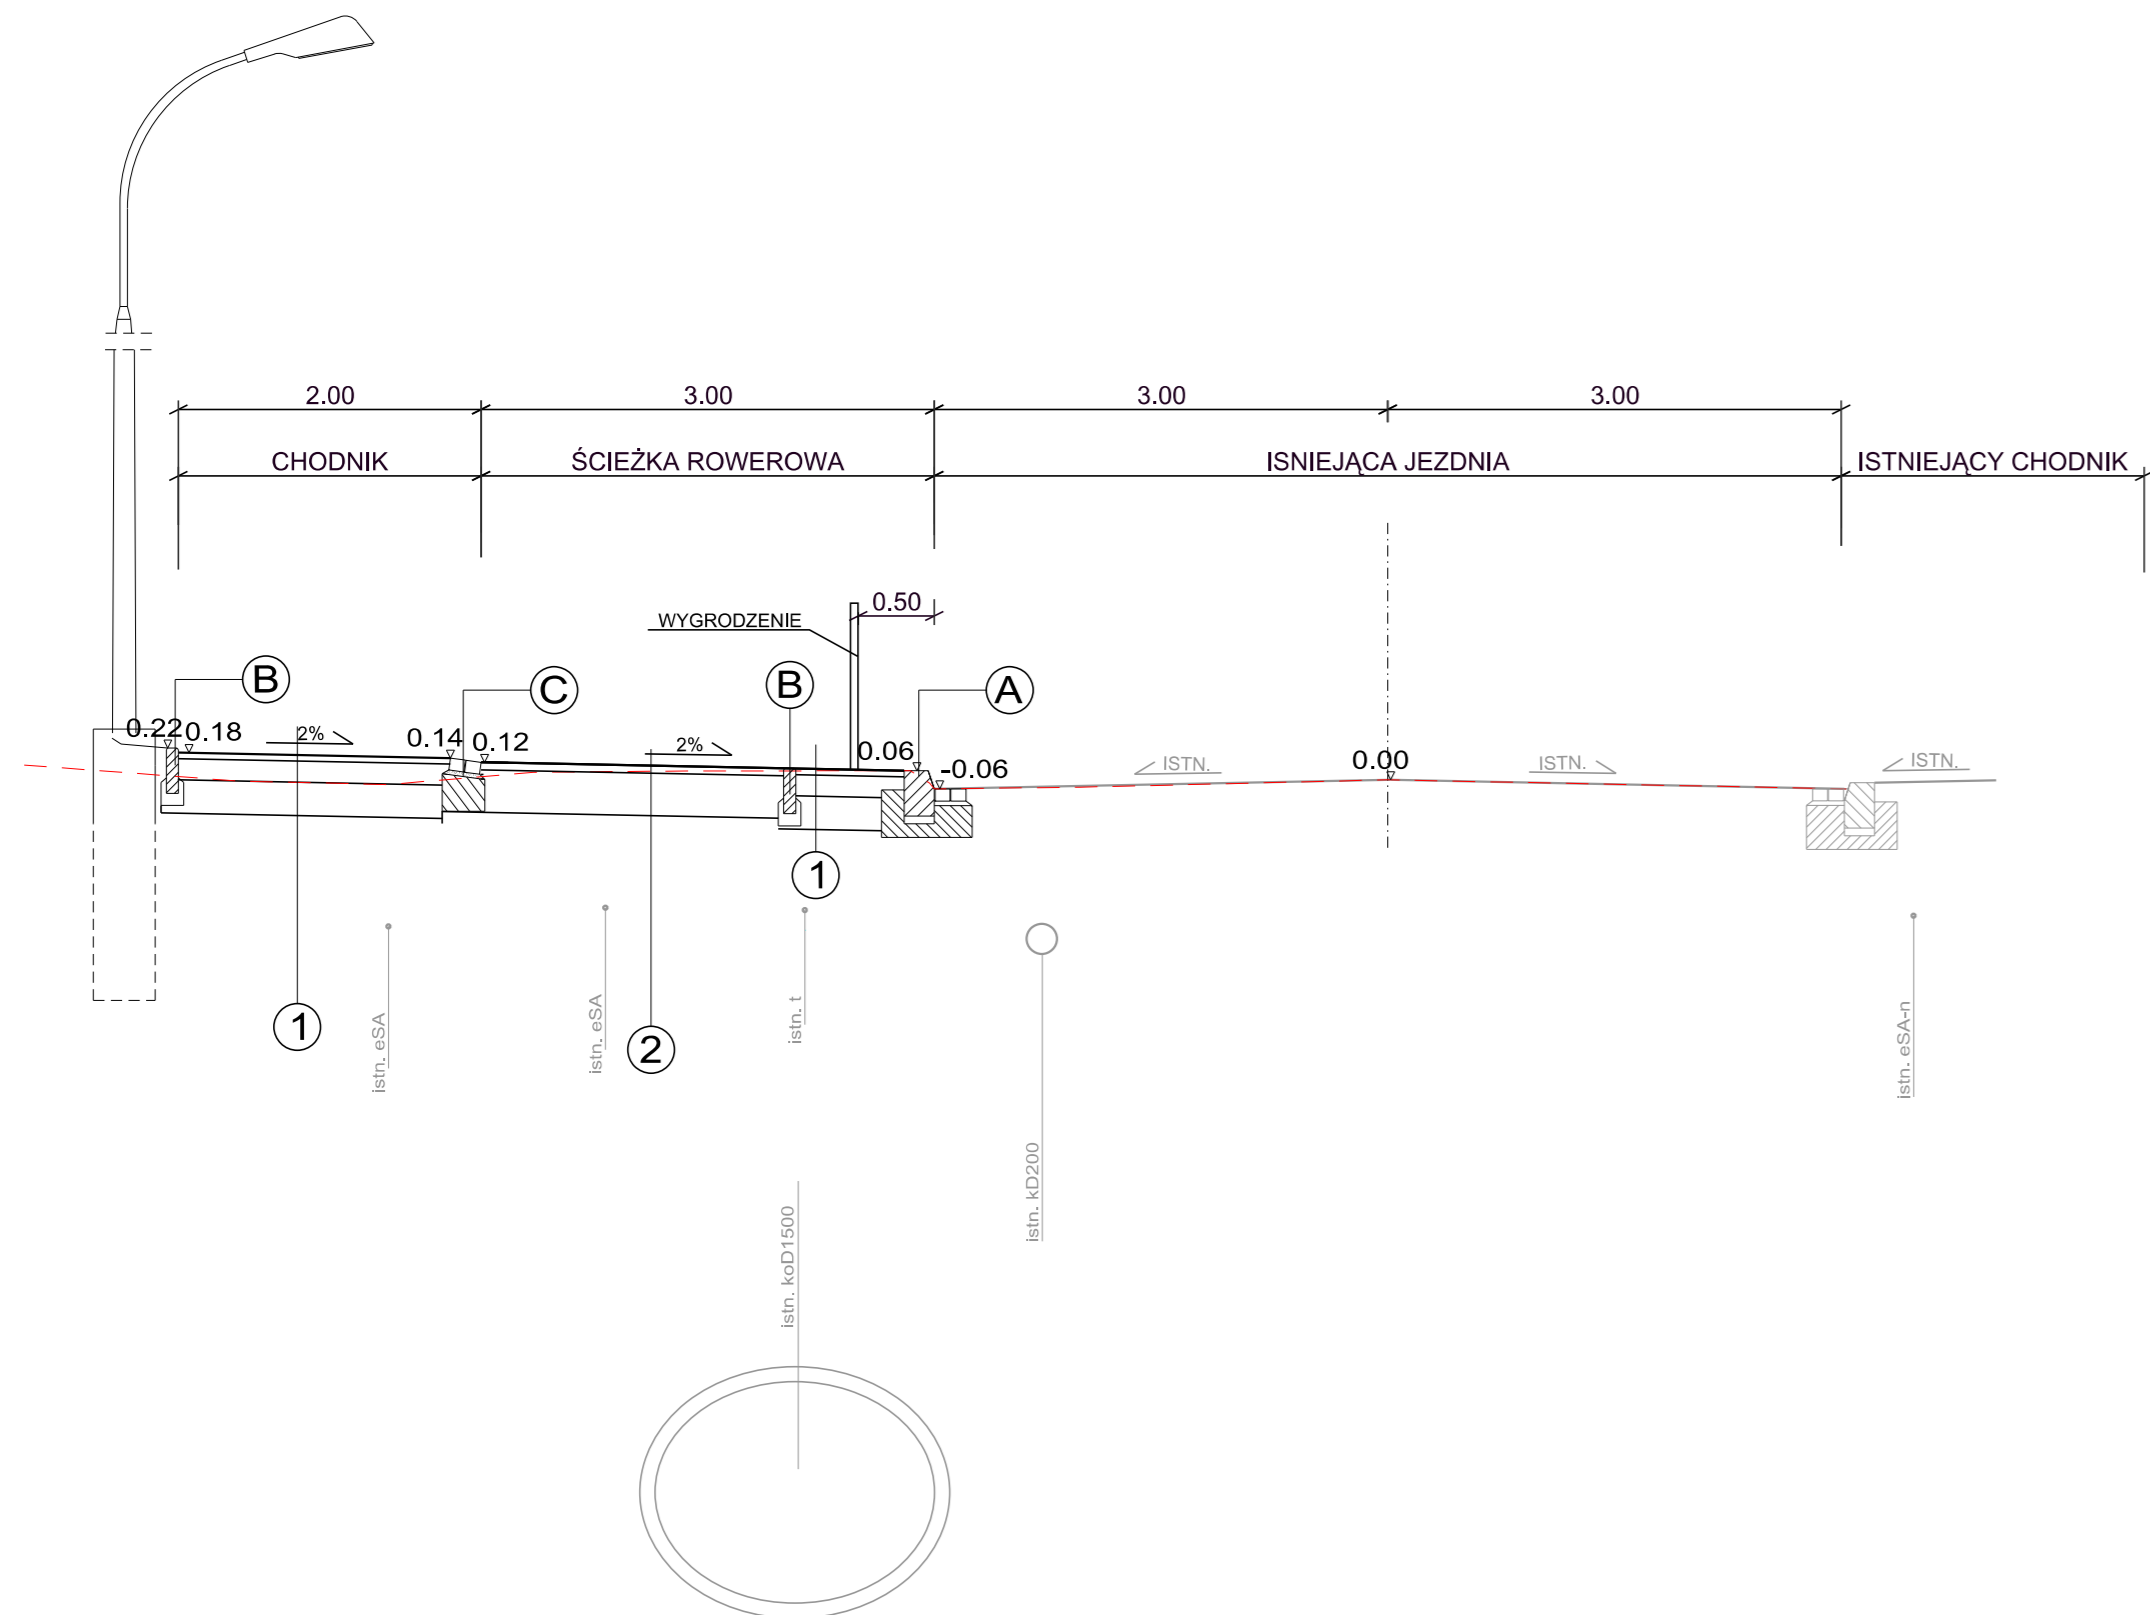 2.00 3.00 3.00 3.00
CHODNIK ŚCIEŻKA ROWEROWA ISNIEJĄCA JEZDNIA ISTNIEJĄCY CHODNIK
0.50
WYGRODZENIE
B C B A
0.22 0.18 2% 0.14 0.12 2% 0.06 -0.06 ISTN. 0.00 ISTN. ISTN.
1
1
2
istn. eSA
istn. eSA
istn. t
istn. kD200
istn. eSA-n
istn. koD1500